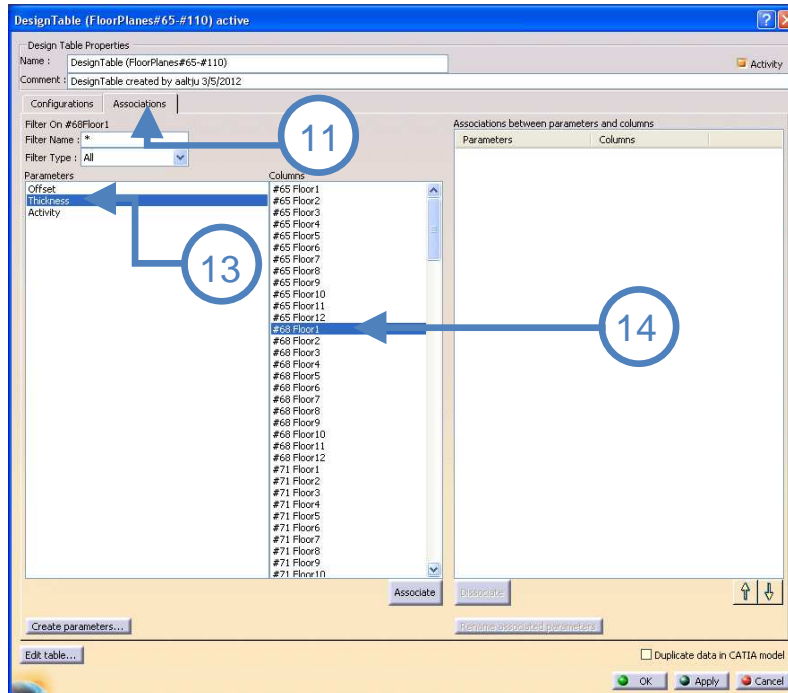 DesignTable (FloorPlanes#65-#110) active
Design Table Properties
Name : DesignTable (FloorPlanes#65-#110)
Activity
Comment : DesignTable created by aaltju 3/5/2012
Configurations Associations
Filter On #68Floor1
Filter Name : *
Filter Type : All
11
Associations between parameters and columns
Parameters Columns
Parameters
Offset
Thickness
Activity
13
Columns
#65 Floor1
#65 Floor2
#65 Floor3
#65 Floor4
#65 Floor5
#65 Floor6
#65 Floor7
#65 Floor8
#65 Floor9
#65 Floor10
#65 Floor11
#65 Floor12
#68 Floor1
#68 Floor2
#68 Floor3
#68 Floor4
#68 Floor5
#68 Floor6
#68 Floor7
#68 Floor8
#68 Floor9
#68 Floor10
#68 Floor11
#68 Floor12
#71 Floor1
#71 Floor2
#71 Floor3
#71 Floor4
#71 Floor5
#71 Floor6
#71 Floor7
#71 Floor8
#71 Floor9
#71 Floor10
14
Associate
Dissociate
Create parameters...
Rename associated parameters
Edit table...
Duplicate data in CATIA model
OK Apply Cancel